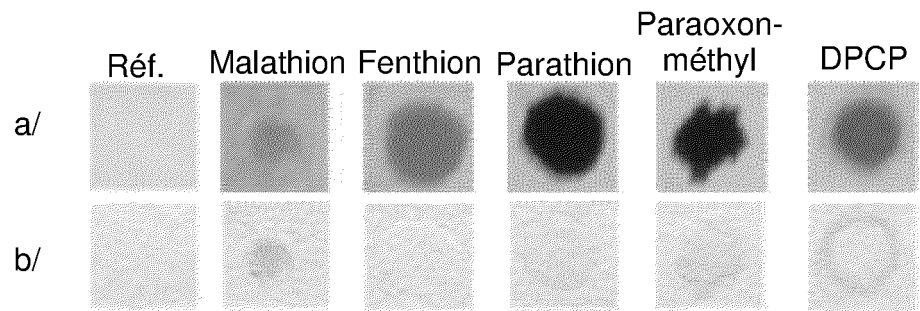 Réf. Malathion Fenthion Parathion Paraoxon-
méthyl DPCP
a/
b/